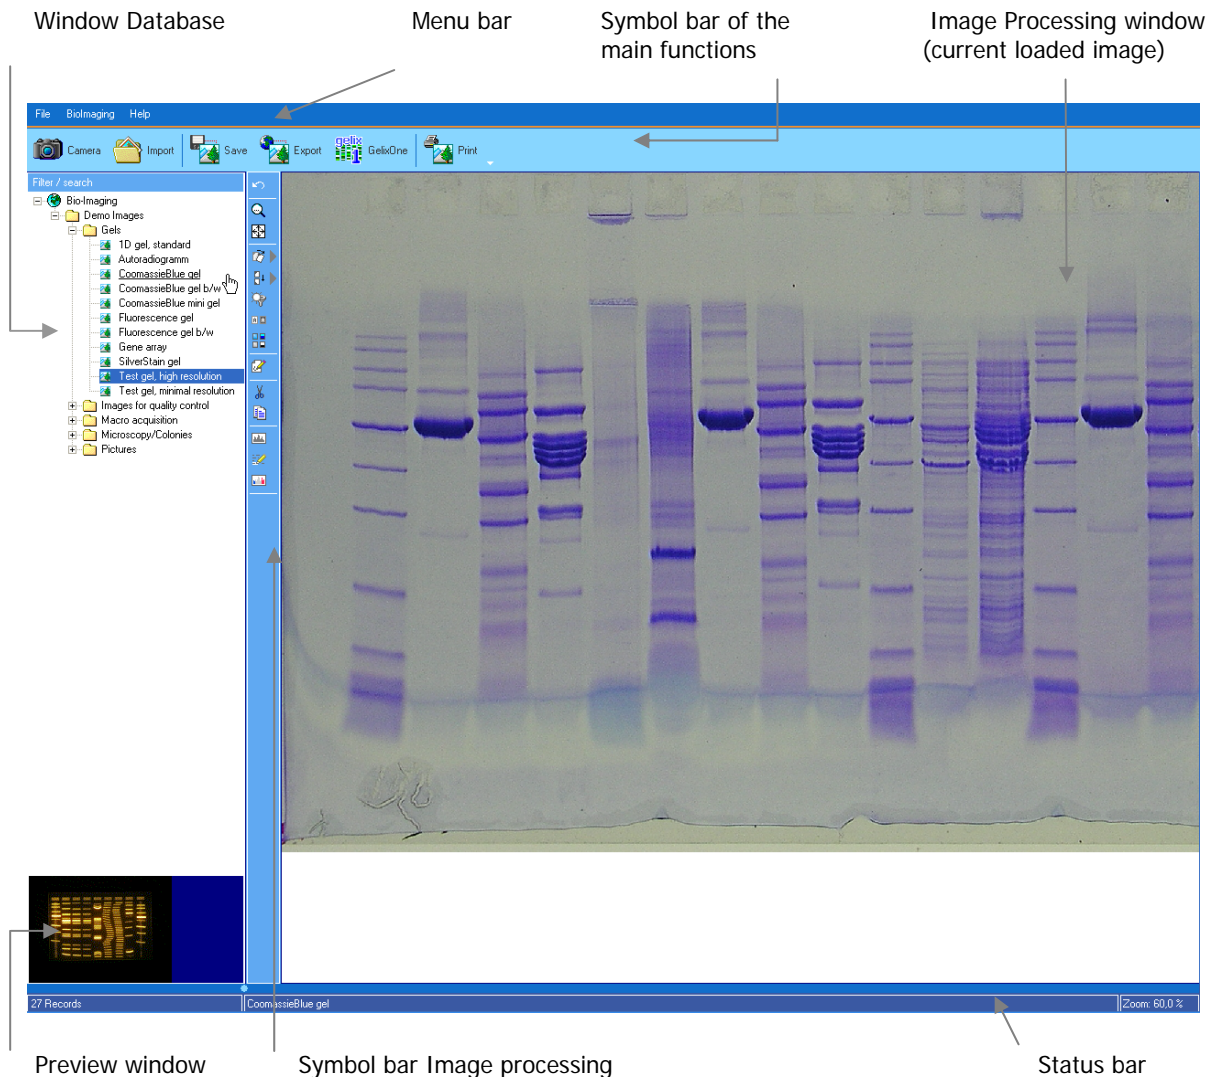 Window Database
Menu bar
Symbol bar of the
main functions
Image Processing window
(current loaded image)
File BioImaging Help
Camera Import Save Export gelix 1 GelixOne Print
Filter / search
Bio-Imaging
Demo Images
Gels
1D gel, standard
Autoradiogramm
CoomassieBlue gel
CoomassieBlue gel b/w
CoomassieBlue mini gel
Fluorescence gel
Fluorescence gel b/w
Gene array
SilverStain gel
Test gel, high resolution
Test gel, minimal resolution
Images for quality control
Macro acquisition
Microscopy/Colonies
Pictures
27 Records
CoomassieBlue gel
Zoom: 60,0 %
Preview window
Symbol bar Image processing
Status bar